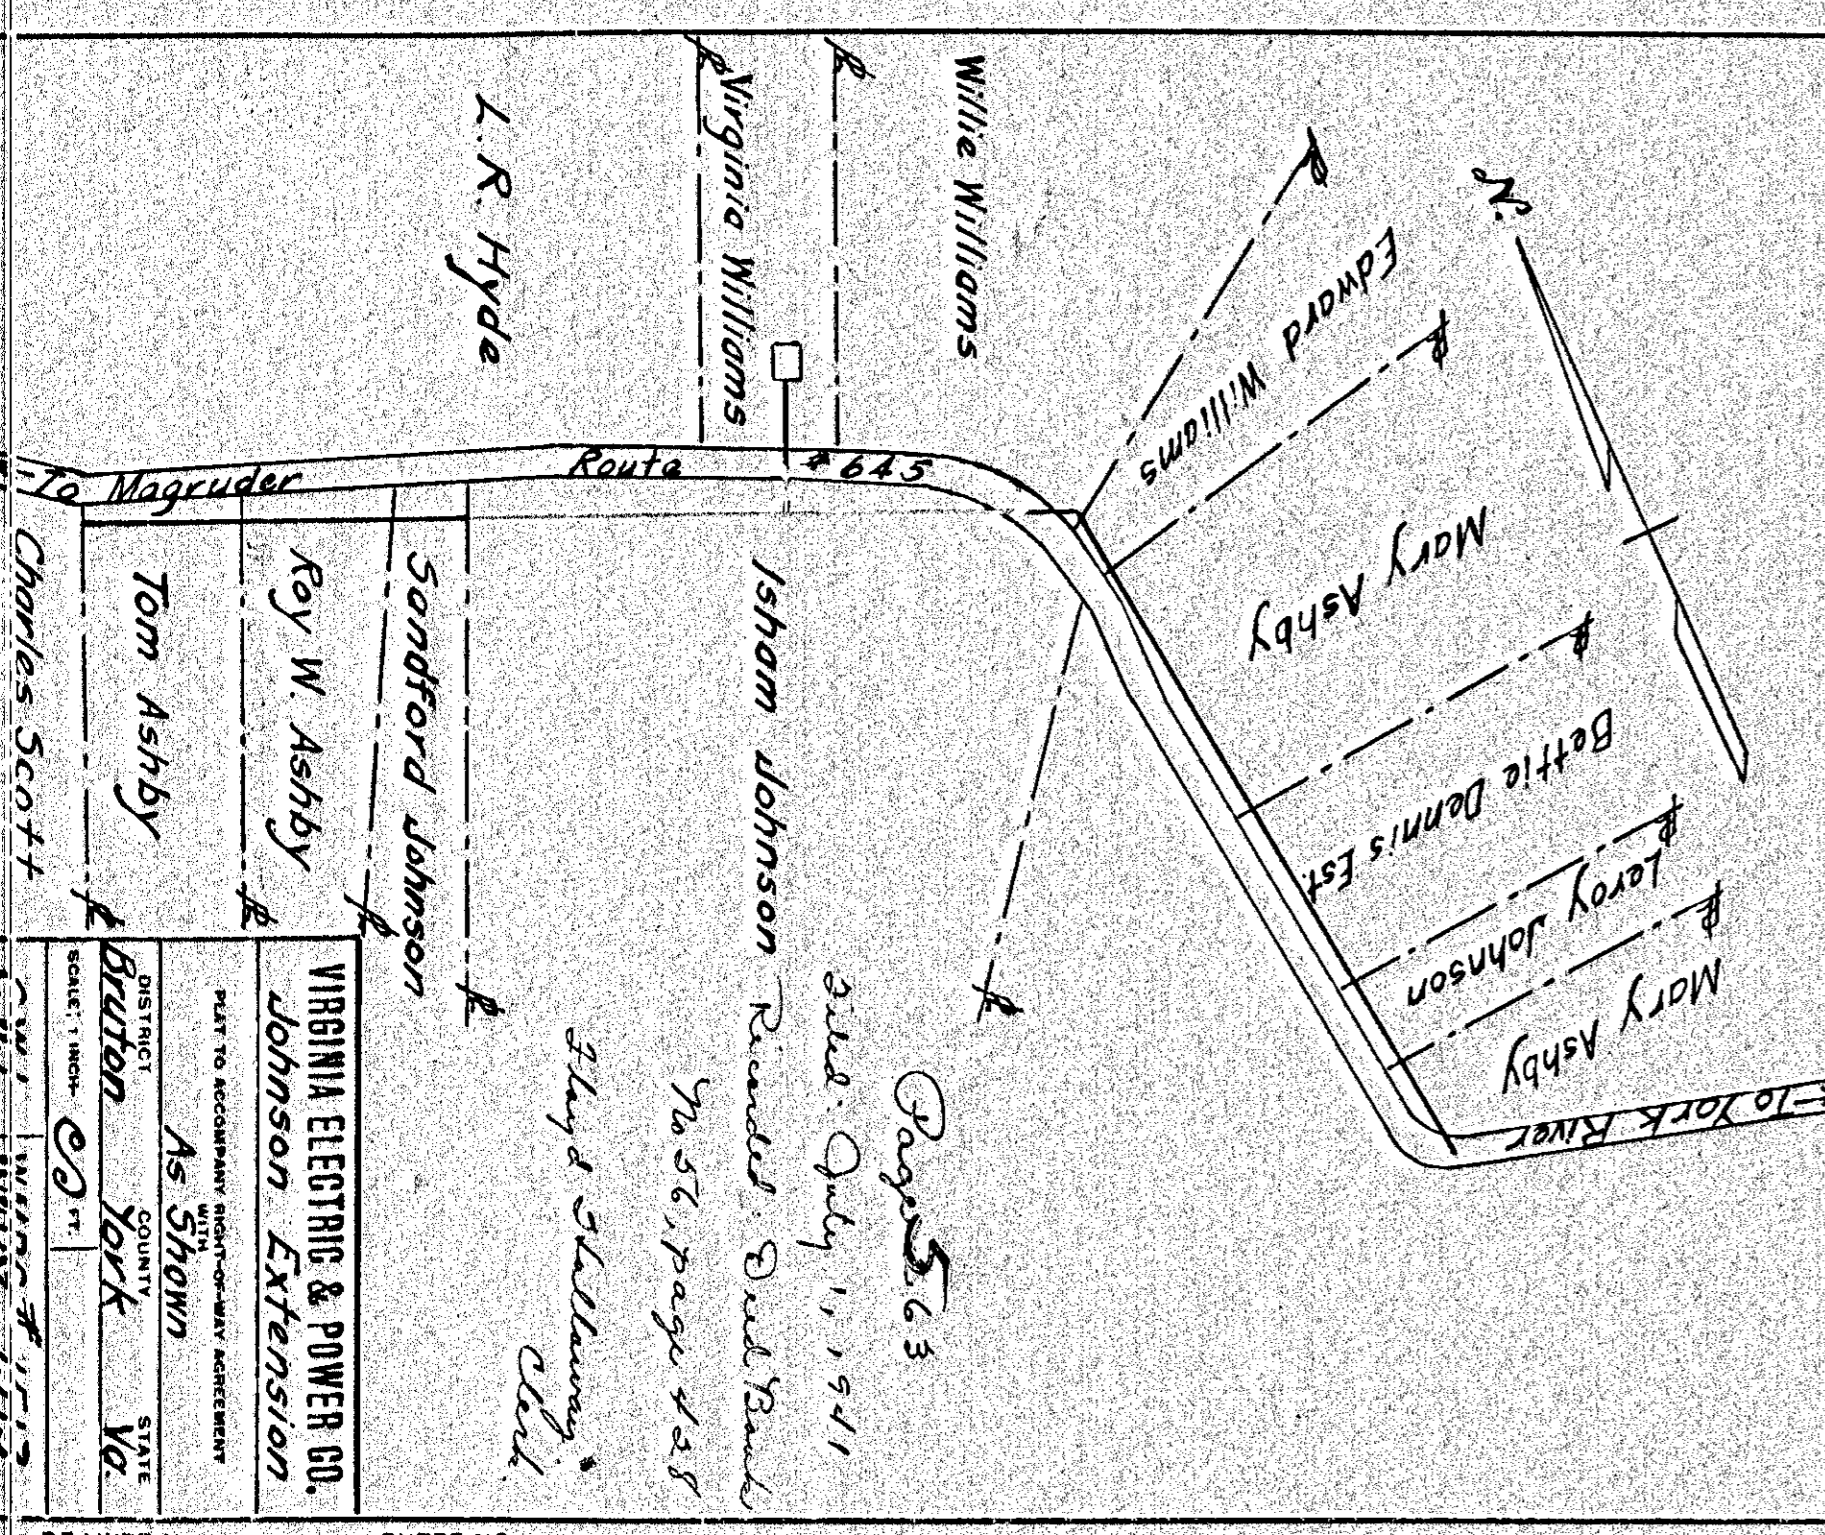 Willie Williams
Virginia Williams
L.R. Hyde
N.
Edward Williams
Mary Ashby
Bettie Dennis Est.
Leroy Johnson
Mary Ashby
To York River
To Magruder
Route #645
Charles Scott
Tom Ashby
Roy W. Ashby
Sandford Johnson
Isham Johnson
Page 563
Filed: July 1, 1941
Recorded: Deed Book
No 56, page 458
Floyd Hollaway
Clerk.
VIRGINIA ELECTRIC & POWER CO.
Johnson Extension
PLAT TO ACCOMPANY RIGHT-OF-WAY AGREEMENT
WITH
As Shown
DISTRICT COUNTY STATE
Bruton York Va.
SCALE: 1 INCH= FT.